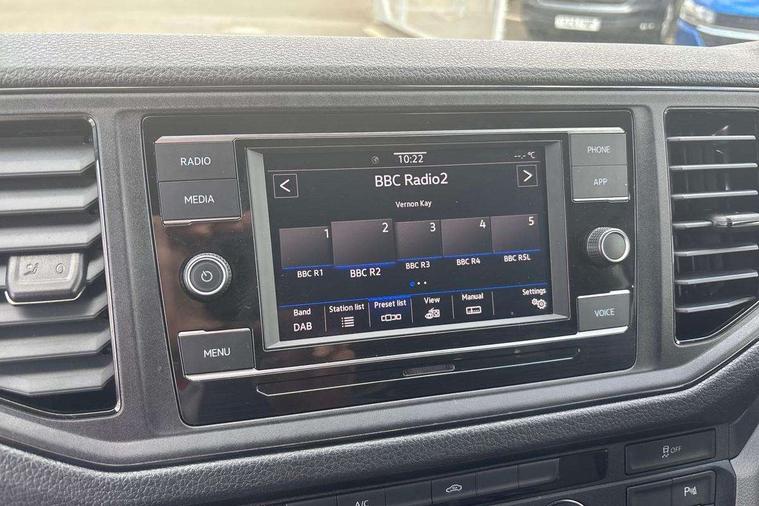 RADIO
MEDIA
MENU
10:22
--,-°C
<
BBC Radio2
>
Vernon Kay
1 2 3 4 5
BBC R1 BBC R2 BBC R3 BBC R4 BBC R5L
Band Station list Preset list View Manual Settings
DAB
PHONE
APP
VOICE
OFF
A/C
P